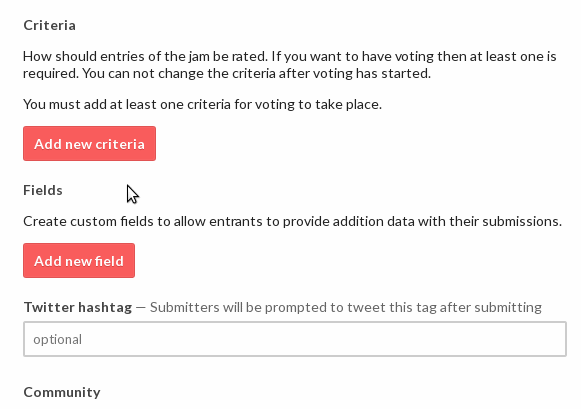 Criteria
How should entries of the jam be rated. If you want to have voting then at least one is
required. You can not change the criteria after voting has started.
You must add at least one criteria for voting to take place.
Add new criteria
Fields
Create custom fields to allow entrants to provide addition data with their submissions.
Add new field
Twitter hashtag — Submitters will be prompted to tweet this tag after submitting
optional
Community